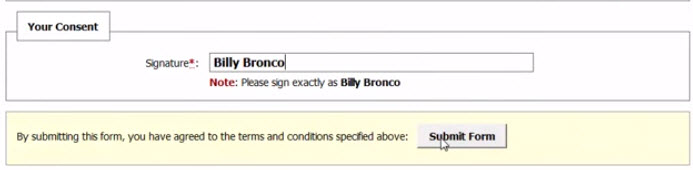 Your Consent
Signature*: Billy Bronco
Note: Please sign exactly as Billy Bronco
By submitting this form, you have agreed to the terms and conditions specified above: Submit Form